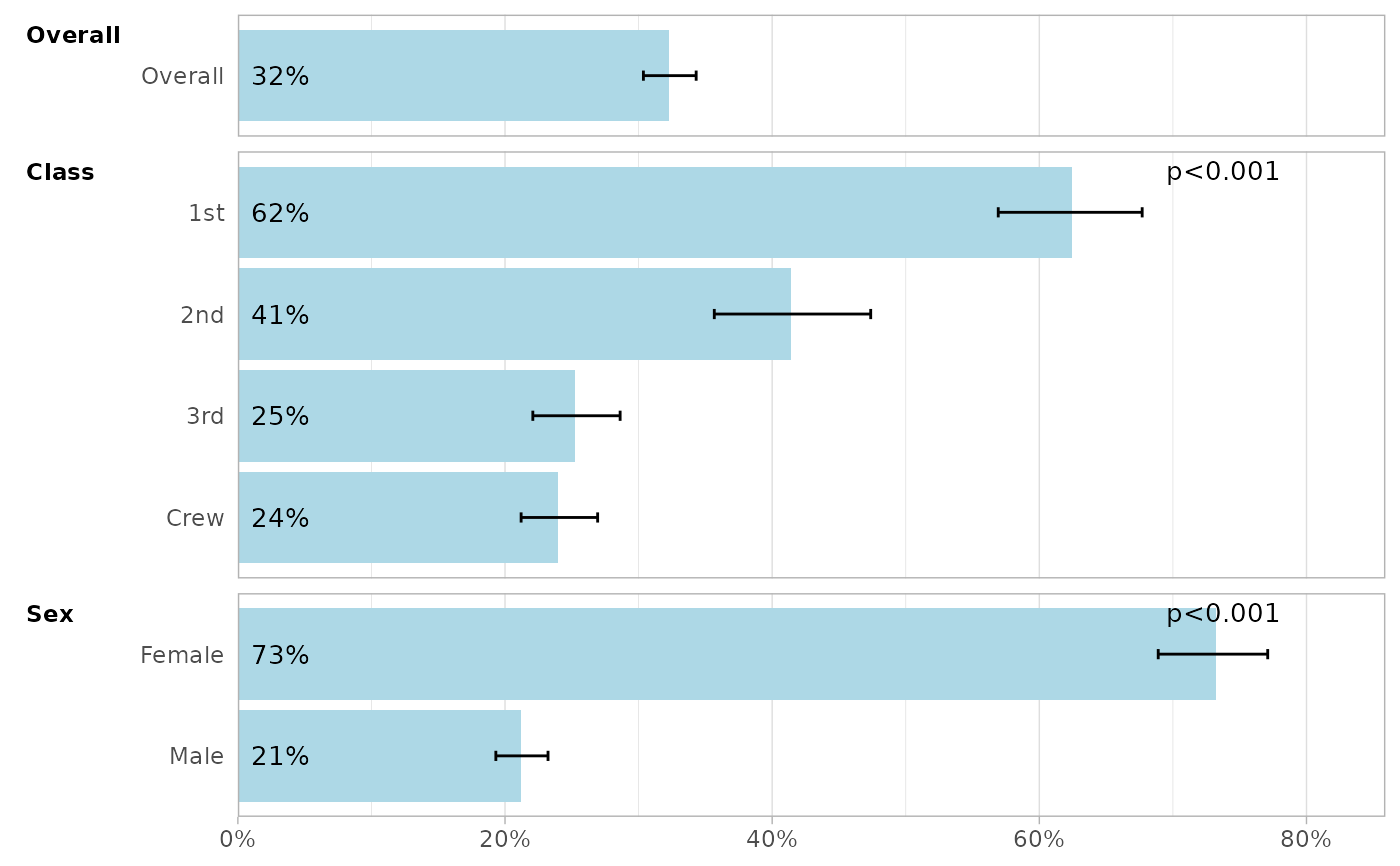 Overall
Overall 32%
Class p<0.001
1st 62%
2nd 41%
3rd 25%
Crew 24%
Sex p<0.001
Female 73%
Male 21%
0% 20% 40% 60% 80%